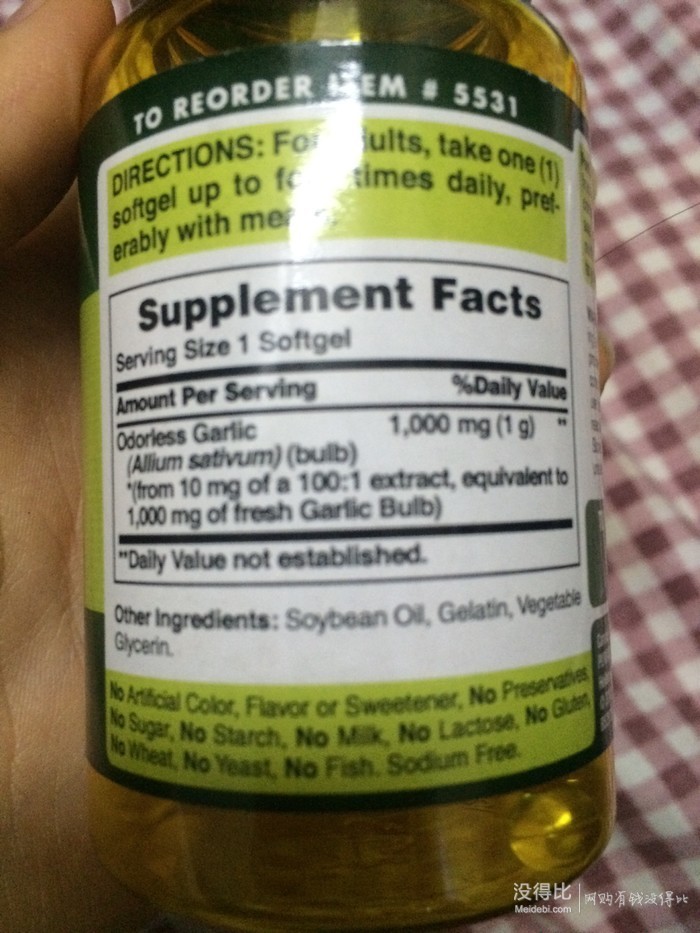 TO REORDER ITEM # 5531
DIRECTIONS: For adults, take one (1)
softgel up to four times daily, pref-
erably with meals.
Supplement Facts
Serving Size 1 Softgel
Amount Per Serving %Daily Value
Odorless Garlic 1,000 mg (1 g) **
(Allium sativum) (bulb)
*(from 10 mg of a 100:1 extract, equivalent to
1,000 mg of fresh Garlic Bulb)
**Daily Value not established.
Other Ingredients: Soybean Oil, Gelatin, Vegetable
Glycerin.
No Artificial Color, Flavor or Sweetener, No Preservatives,
No Sugar, No Starch, No Milk, No Lactose, No Gluten,
No Wheat, No Yeast, No Fish. Sodium Free.
没得比
Meidebi.com
网购有钱没得比